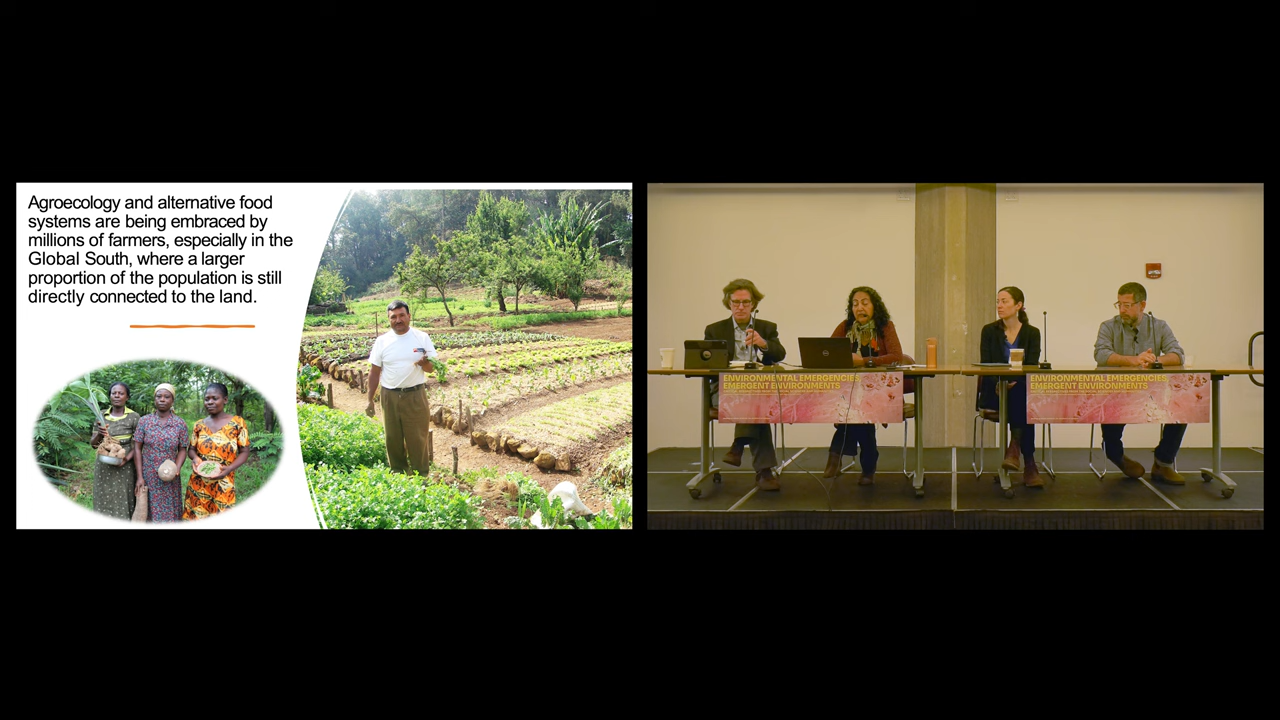 Agroecology and alternative food
systems are being embraced by
millions of farmers, especially in the
Global South, where a larger
proportion of the population is still
directly connected to the land.
ENVIRONMENTAL EMERGENCIES,
EMERGENT ENVIRONMENTS
ENVIRONMENTAL EMERGENCIES,
EMERGENT ENVIRONMENTS
DELL